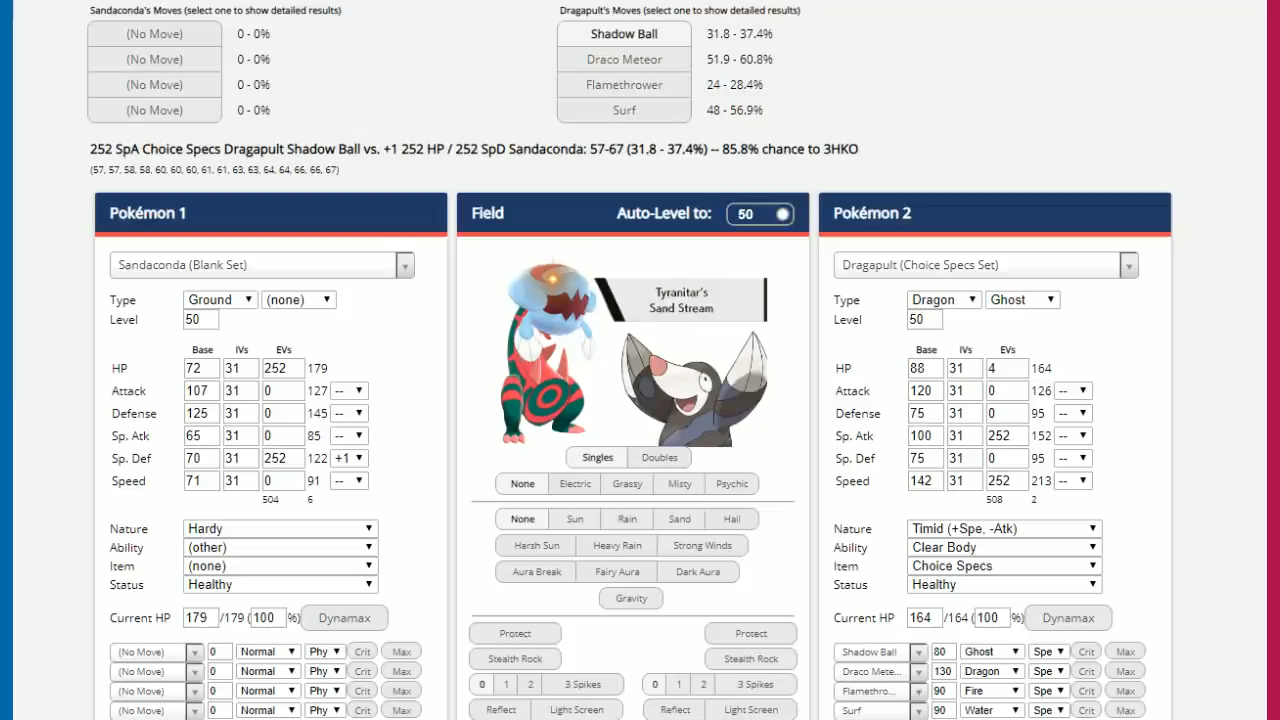 Sandaconda's Moves (select one to show detailed results)
(No Move) 0 - 0%
(No Move) 0 - 0%
(No Move) 0 - 0%
(No Move) 0 - 0%
Dragapult's Moves (select one to show detailed results)
Shadow Ball 31.8 - 37.4%
Draco Meteor 51.9 - 60.8%
Flamethrower 24 - 28.4%
Surf 48 - 56.9%
252 SpA Choice Specs Dragapult Shadow Ball vs. +1 252 HP / 252 SpD Sandaconda: 57-67 (31.8 - 37.4%) -- 85.8% chance to 3HKO
(57, 57, 58, 58, 60, 60, 60, 61, 61, 63, 63, 64, 64, 66, 66, 67)
Pokémon 1
Sandaconda (Blank Set)
Type Ground (none)
Level 50
Base IVs EVs
HP 72 31 252 179
Attack 107 31 0 127 --
Defense 125 31 0 145 --
Sp. Atk 65 31 0 85 --
Sp. Def 70 31 252 122 +1
Speed 71 31 0 91 --
504 6
Nature Hardy
Ability (other)
Item (none)
Status Healthy
Current HP 179 /179 (100 %) Dynamax
(No Move) 0 Normal Phy Crit Max
(No Move) 0 Normal Phy Crit Max
(No Move) 0 Normal Phy Crit Max
(No Move) 0 Normal Phy Crit Max
Field Auto-Level to: 50
Tyranitar's
Sand Stream
Singles Doubles
None Electric Grassy Misty Psychic
None Sun Rain Sand Hail
Harsh Sun Heavy Rain Strong Winds
Aura Break Fairy Aura Dark Aura
Gravity
Protect Protect
Stealth Rock Stealth Rock
0 1 2 3 Spikes 0 1 2 3 Spikes
Reflect Light Screen Reflect Light Screen
Pokémon 2
Dragapult (Choice Specs Set)
Type Dragon Ghost
Level 50
Base IVs EVs
HP 88 31 4 164
Attack 120 31 0 126 --
Defense 75 31 0 95 --
Sp. Atk 100 31 252 152 --
Sp. Def 75 31 0 95 --
Speed 142 31 252 213 --
508 2
Nature Timid (+Spe, -Atk)
Ability Clear Body
Item Choice Specs
Status Healthy
Current HP 164 /164 (100 %) Dynamax
Shadow Ball 80 Ghost Spe Crit Max
Draco Mete... 130 Dragon Spe Crit Max
Flamethro... 90 Fire Spe Crit Max
Surf 90 Water Spe Crit Max